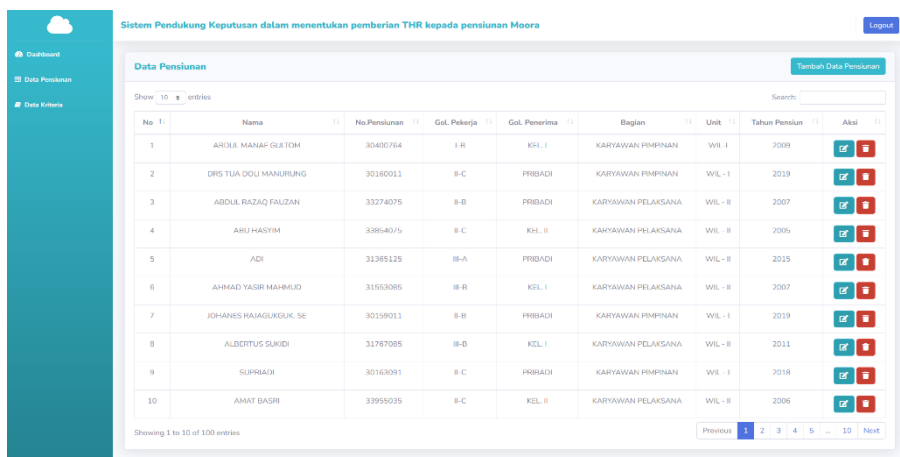 Sistem Pendukung Keputusan dalam menentukan pemberian THR kepada pensiunan Moora
Logout
Dashboard
Data Pensiunan
Data Kriteria
Data Pensiunan
Tambah Data Pensiunan
Show 10 entries
Search:
No Nama No.Pensiunan Gol. Pekerja Gol. Penerima Bagian Unit Tahun Pensiun Aksi
1 ABDUL MANAF GULTOM 30400764 I-B KEL. I KARYAWAN PIMPINAN WIL - I 2009
2 DRS TUA DOLI MANURUNG 30160011 II-C PRIBADI KARYAWAN PIMPINAN WIL - I 2019
3 ABDUL RAZAQ FAUZAN 33274075 II-B PRIBADI KARYAWAN PELAKSANA WIL - II 2007
4 ABU HASYIM 33854075 II-C KEL. II KARYAWAN PELAKSANA WIL - II 2005
5 ADI 31365125 III-A PRIBADI KARYAWAN PELAKSANA WIL - II 2015
6 AHMAD YASIR MAHMUD 31553085 III-B KEL. I KARYAWAN PELAKSANA WIL - II 2007
7 JOHANES RAJAGUKGUK, SE 30159011 II-B PRIBADI KARYAWAN PIMPINAN WIL - I 2019
8 ALBERTUS SUKIDI 31767085 III-B KEL. I KARYAWAN PELAKSANA WIL - II 2011
9 SUPRIADI 30163091 II-C PRIBADI KARYAWAN PIMPINAN WIL - I 2018
10 AMAT BASRI 33955035 II-C KEL. II KARYAWAN PELAKSANA WIL - II 2006
Showing 1 to 10 of 100 entries
Previous 1 2 3 4 5 ... 10 Next